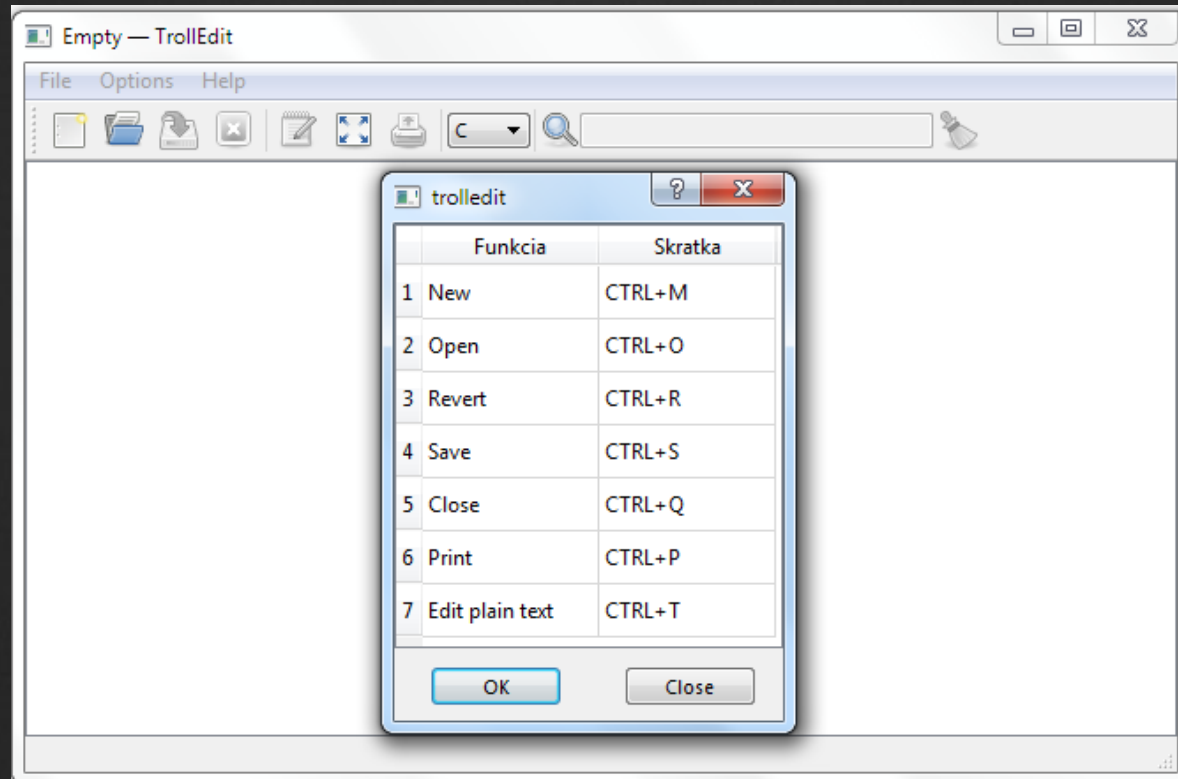 Empty — TrollEdit
File Options Help
C
trolledit
Funkcia Skratka
1 New CTRL+M
2 Open CTRL+O
3 Revert CTRL+R
4 Save CTRL+S
5 Close CTRL+Q
6 Print CTRL+P
7 Edit plain text CTRL+T
OK Close